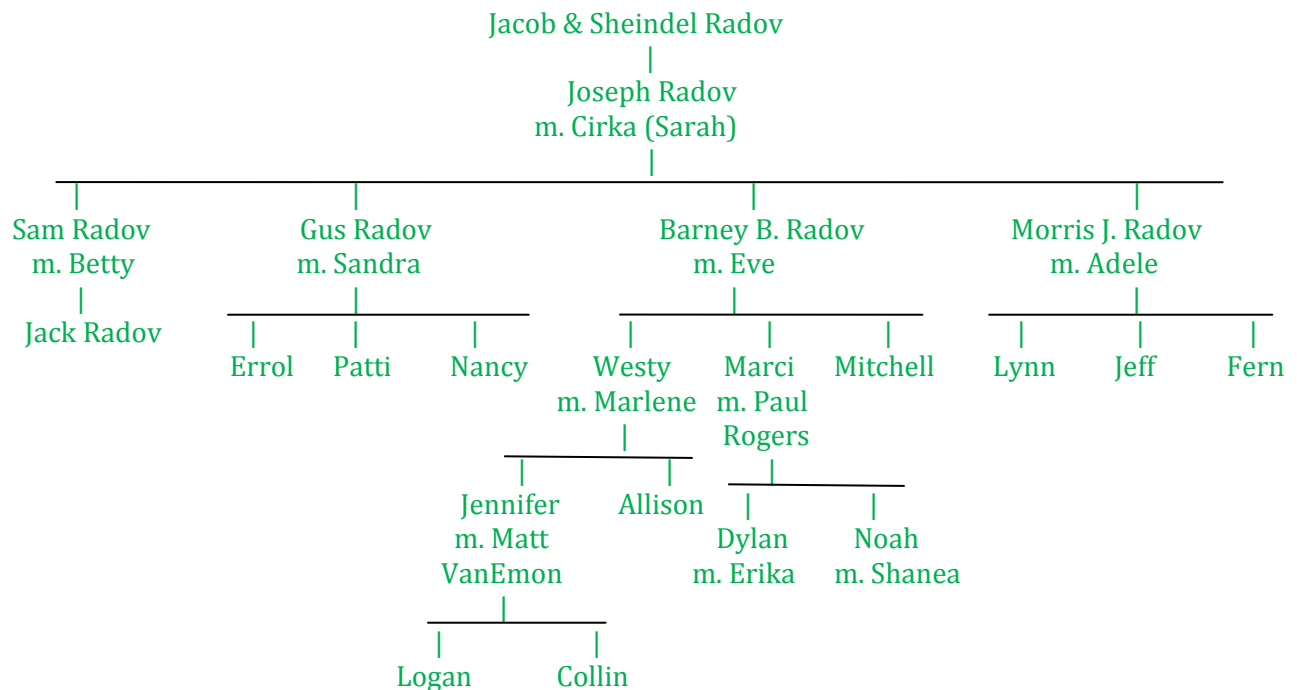 Jacob & Sheindel Radov
Joseph Radov
m. Cirka (Sarah)
Sam Radov Gus Radov Barney B. Radov Morris J. Radov
m. Betty m. Sandra m. Eve m. Adele
Jack Radov
Errol Patti Nancy Westy Marci Mitchell Lynn Jeff Fern
m. Marlene m. Paul
Rogers
Jennifer Allison
m. Matt
VanEmon
Dylan Noah
m. Erika m. Shanea
Logan Collin